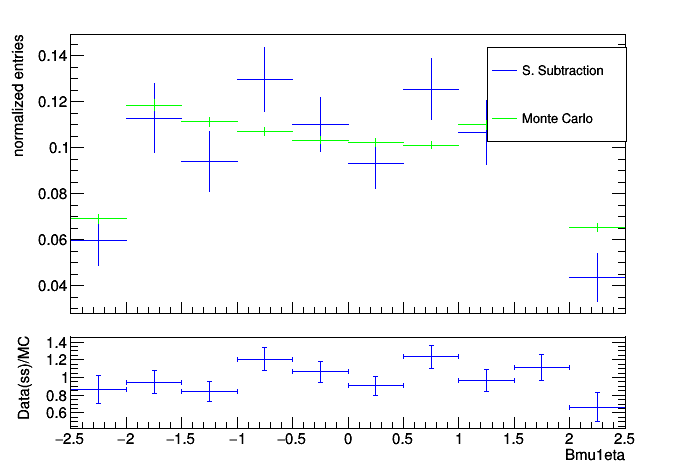 normalized entries
0.14
0.12
0.1
0.08
0.06
0.04
S. Subtraction
Monte Carlo
Data(ss)/MC
1.4
1.2
1
0.8
0.6
−2.5 −2 −1.5 −1 −0.5 0 0.5 1 1.5 2 2.5
Bmu1eta